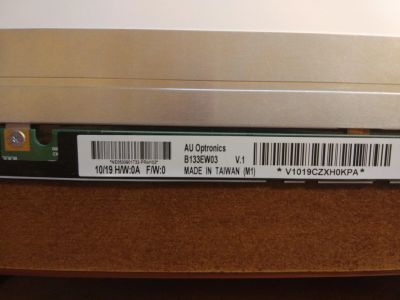 AU Optronics
B133EW03 V.1
10/19 H/W:0A F/W:0
MADE IN TAIWAN (M1)
* V1019CZXH0KPA *